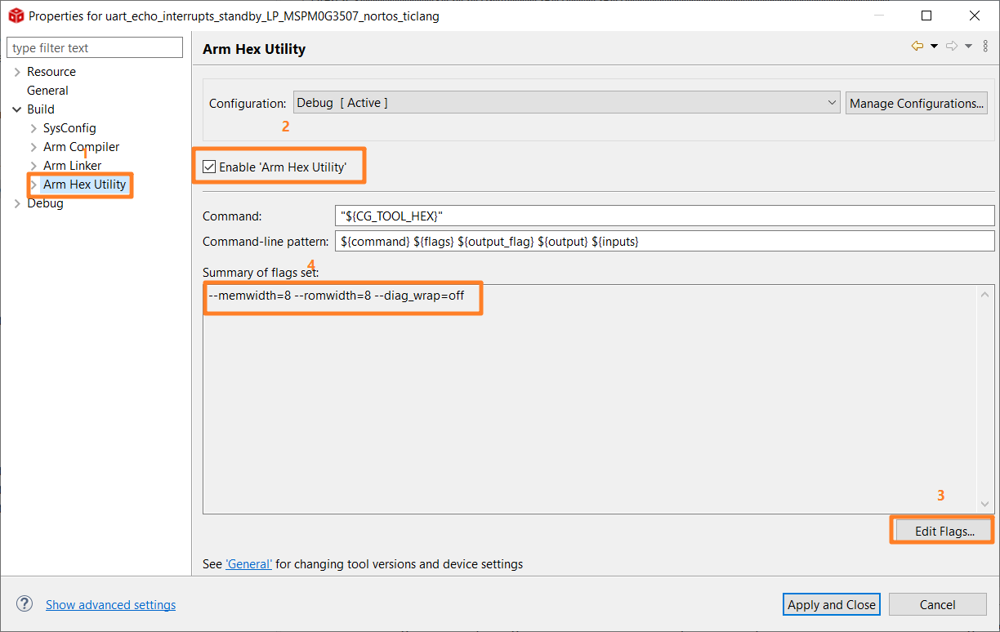 Properties for uart_echo_interrupts_standby_LP_MSPM0G3507_nortos_ticlang
type filter text
Arm Hex Utility
Resource
General
Build
SysConfig
Arm Compiler
1
Arm Linker
Arm Hex Utility
Debug
Configuration: Debug [ Active ] Manage Configurations...
2
Enable 'Arm Hex Utility'
Command: "${CG_TOOL_HEX}"
Command-line pattern: ${command} ${flags} ${output_flag} ${output} ${inputs}
4
Summary of flags set:
--memwidth=8 --romwidth=8 --diag_wrap=off
3
Edit Flags...
See 'General' for changing tool versions and device settings
? Show advanced settings
Apply and Close Cancel